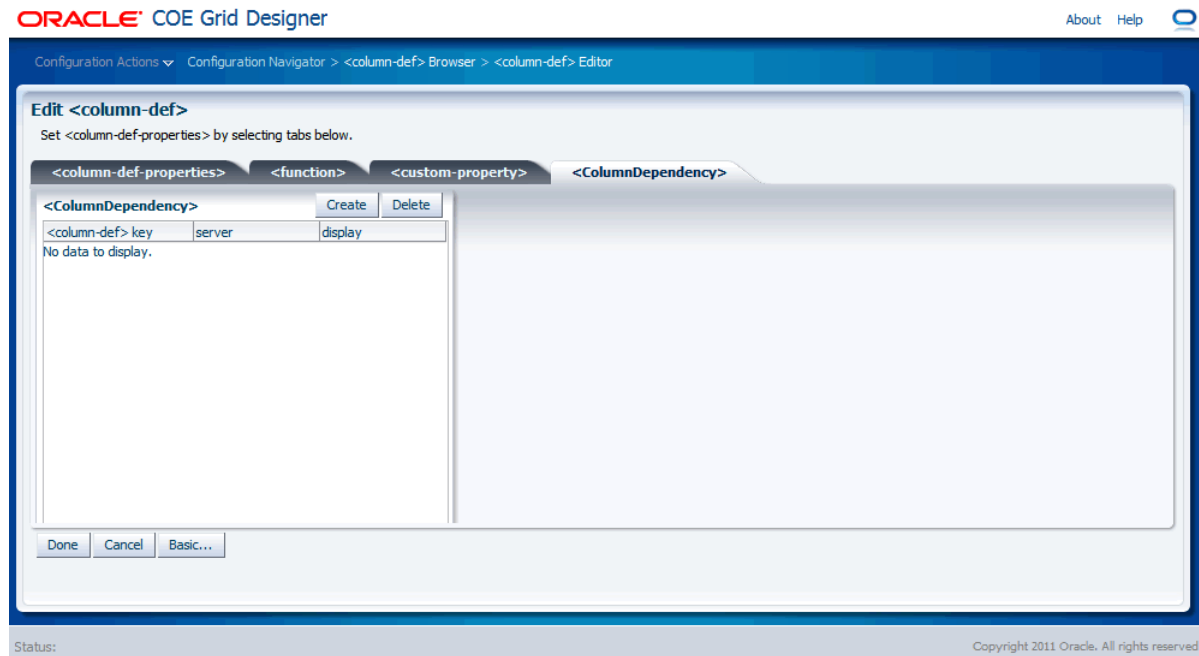 ORACLE COE Grid Designer About Help
Configuration Actions Configuration Navigator > <column-def> Browser > <column-def> Editor
Edit <column-def>
Set <column-def-properties> by selecting tabs below.
<column-def-properties> <function> <custom-property> <ColumnDependency>
<ColumnDependency> Create Delete
<column-def> key server display
No data to display.
Done Cancel Basic...
Status: Copyright 2011 Oracle. All rights reserved